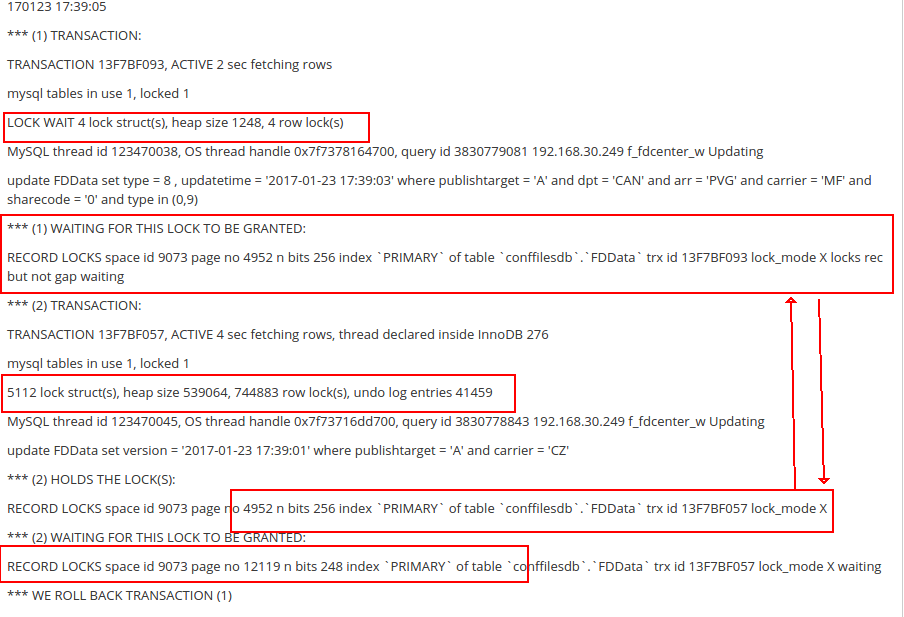 170123 17:39:05
*** (1) TRANSACTION:
TRANSACTION 13F7BF093, ACTIVE 2 sec fetching rows
mysql tables in use 1, locked 1
LOCK WAIT 4 lock struct(s), heap size 1248, 4 row lock(s)
MySQL thread id 123470038, OS thread handle 0x7f7378164700, query id 3830779081 192.168.30.249 f_fdcenter_w Updating
update FDData set type = 8 , updatetime = '2017-01-23 17:39:03' where publishtarget = 'A' and dpt = 'CAN' and arr = 'PVG' and carrier = 'MF' and
sharecode = '0' and type in (0,9)
*** (1) WAITING FOR THIS LOCK TO BE GRANTED:
RECORD LOCKS space id 9073 page no 4952 n bits 256 index `PRIMARY` of table `conffilesdb`.`FDData` trx id 13F7BF093 lock_mode X locks rec
but not gap waiting
*** (2) TRANSACTION:
TRANSACTION 13F7BF057, ACTIVE 4 sec fetching rows, thread declared inside InnoDB 276
mysql tables in use 1, locked 1
5112 lock struct(s), heap size 539064, 744883 row lock(s), undo log entries 41459
MySQL thread id 123470045, OS thread handle 0x7f73716dd700, query id 3830778843 192.168.30.249 f_fdcenter_w Updating
update FDData set version = '2017-01-23 17:39:01' where publishtarget = 'A' and carrier = 'CZ'
*** (2) HOLDS THE LOCK(S):
RECORD LOCKS space id 9073 page no 4952 n bits 256 index `PRIMARY` of table `conffilesdb`.`FDData` trx id 13F7BF057 lock_mode X
*** (2) WAITING FOR THIS LOCK TO BE GRANTED:
RECORD LOCKS space id 9073 page no 12119 n bits 248 index `PRIMARY` of table `conffilesdb`.`FDData` trx id 13F7BF057 lock_mode X waiting
*** WE ROLL BACK TRANSACTION (1)